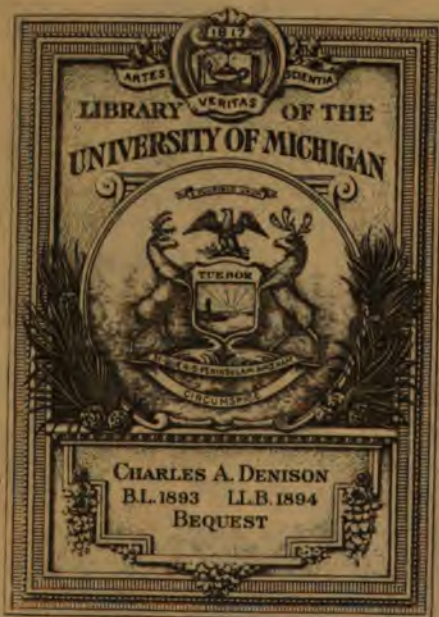 1817
ARTES SCIENTIA
VERITAS
LIBRARY OF THE
UNIVERSITY OF MICHIGAN
TUEBOR
CIRCUMSPICE
CHARLES A. DENISON
B.L. 1893 LL.B. 1894
BEQUEST